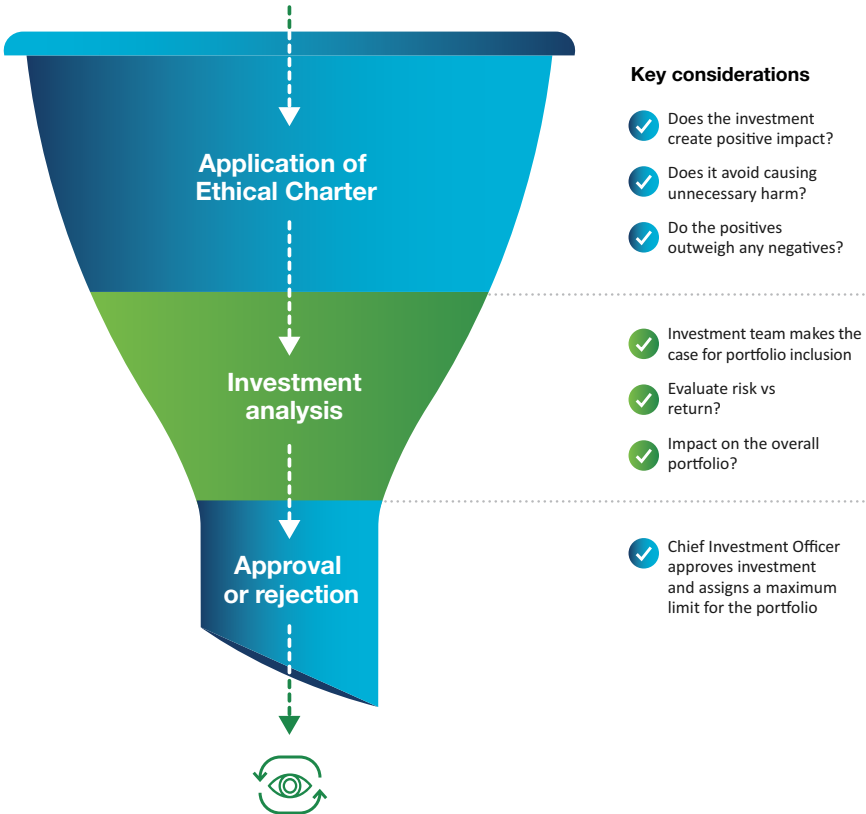 Key considerations
Does the investment
create positive impact?
Does it avoid causing
unnecessary harm?
Do the positives
outweigh any negatives?
Application of
Ethical Charter
Investment team makes the
case for portfolio inclusion
Evaluate risk vs
return?
Impact on the overall
portfolio?
Investment
analysis
Chief Investment Officer
approves investment
and assigns a maximum
limit for the portfolio
Approval
or rejection